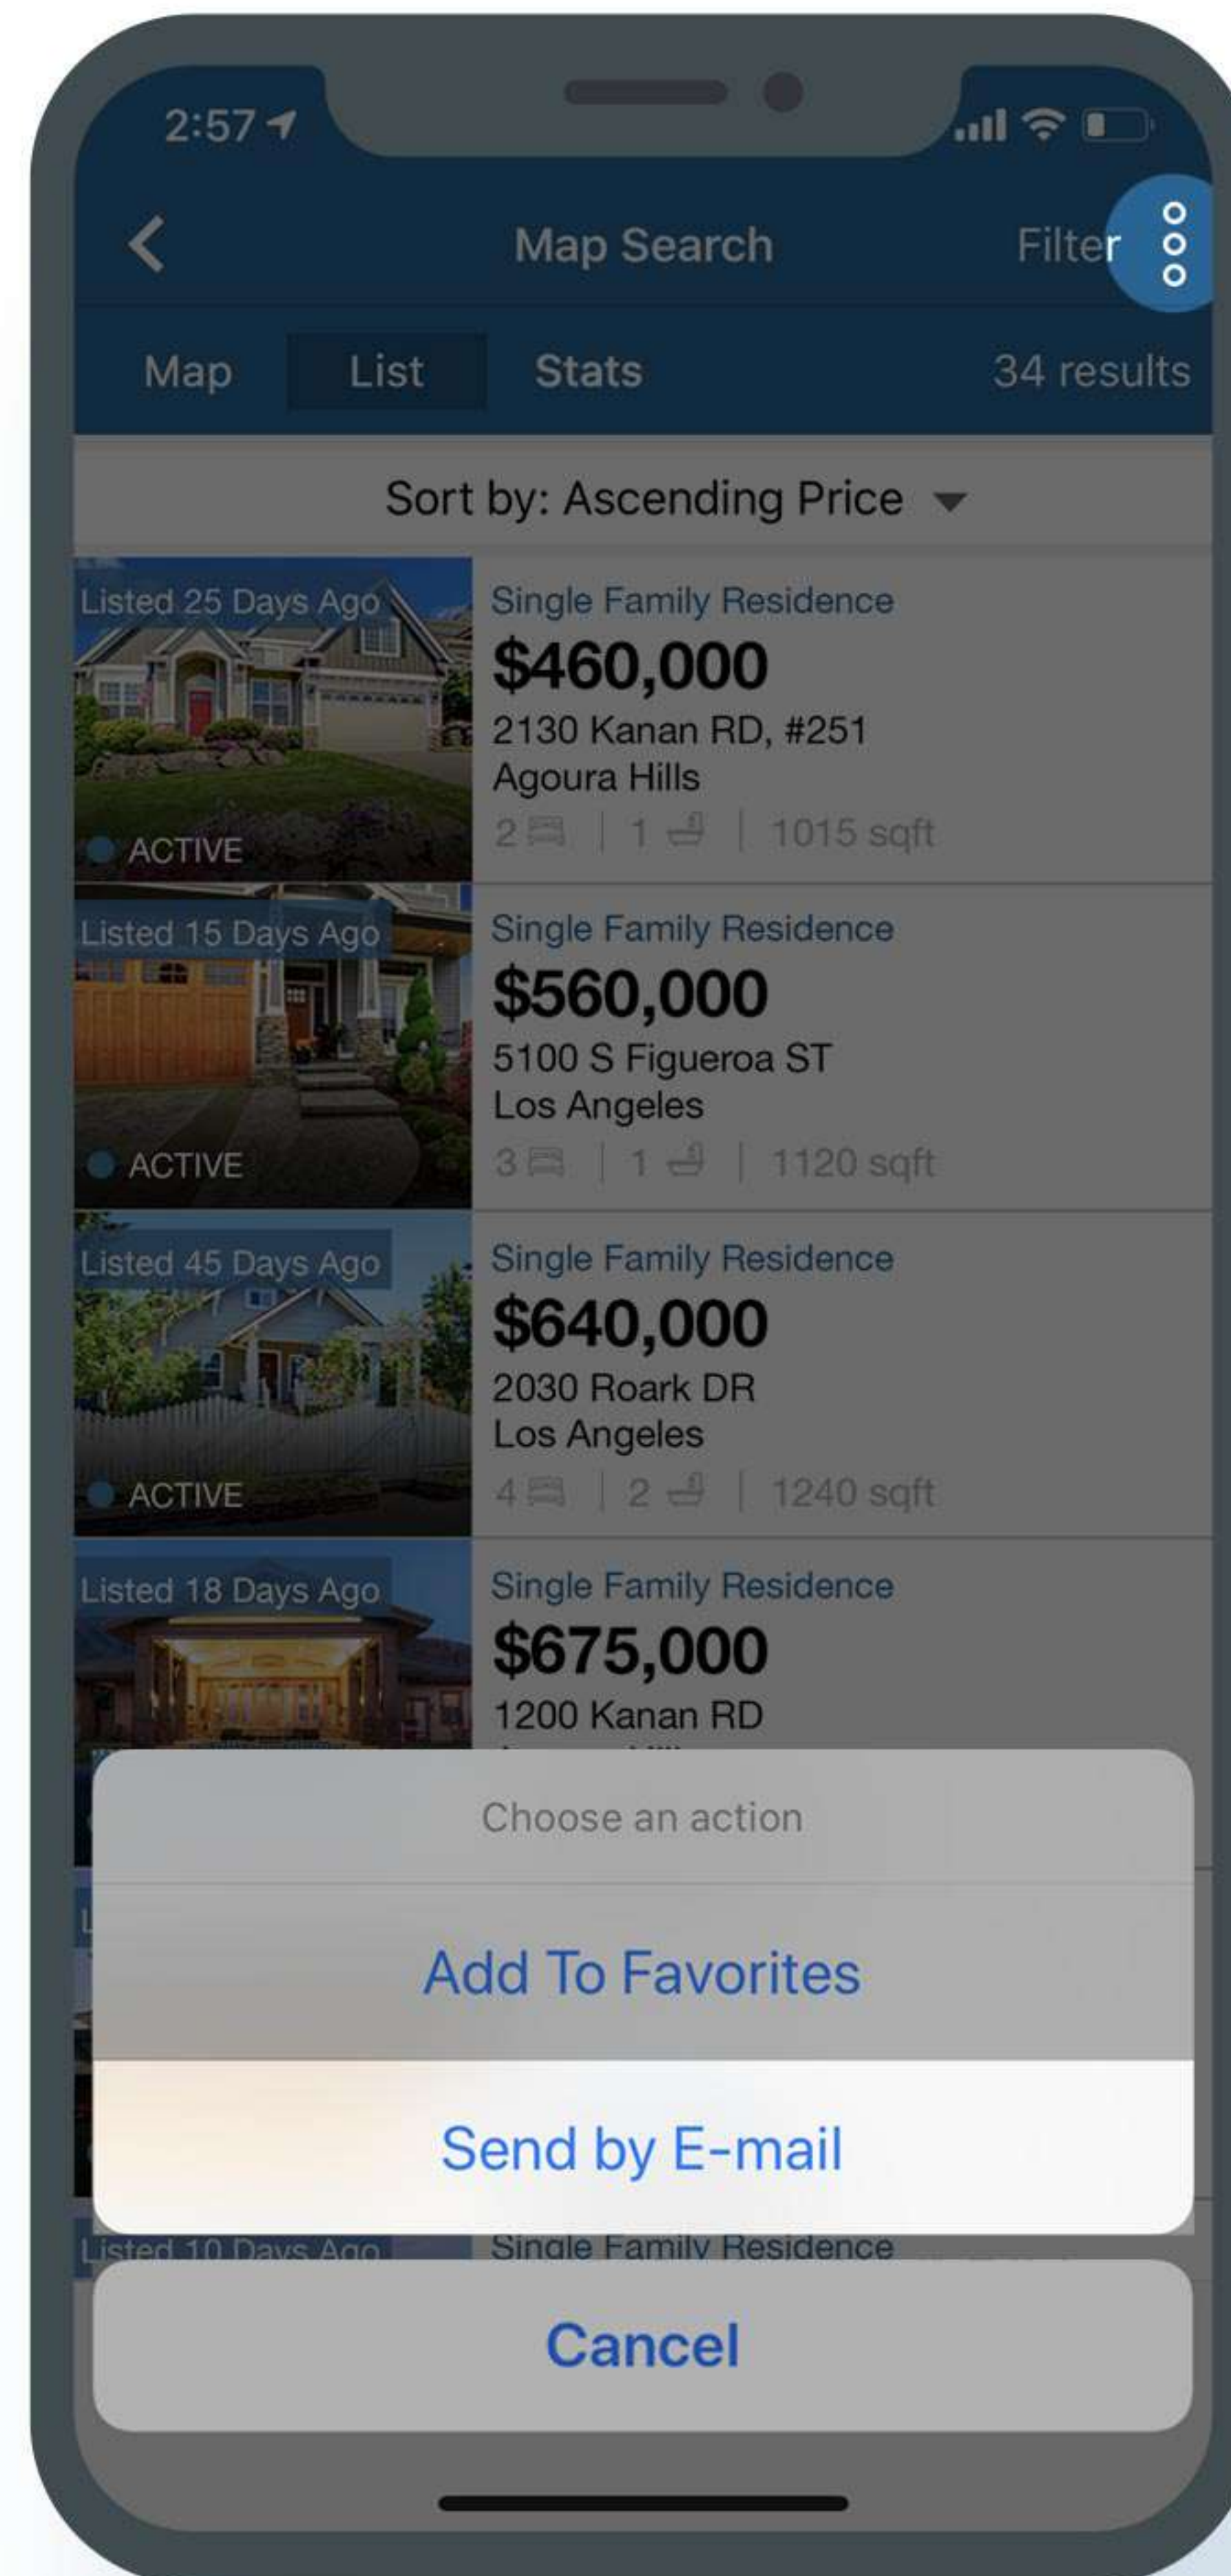 2:57
Map Search
Filter
Map List Stats 34 results
Sort by: Ascending Price
Listed 25 Days Ago
Single Family Residence
$460,000
2130 Kanan RD, #251
Agoura Hills
2 | 1 | 1015 sqft
ACTIVE
Listed 15 Days Ago
Single Family Residence
$560,000
5100 S Figueroa ST
Los Angeles
3 | 1 | 1120 sqft
ACTIVE
Listed 45 Days Ago
Single Family Residence
$640,000
2030 Roark DR
Los Angeles
4 | 2 | 1240 sqft
ACTIVE
Listed 18 Days Ago
Single Family Residence
$675,000
1200 Kanan RD
Choose an action
Add To Favorites
Send by E-mail
Listed 10 Days Ago
Single Family Residence
Cancel